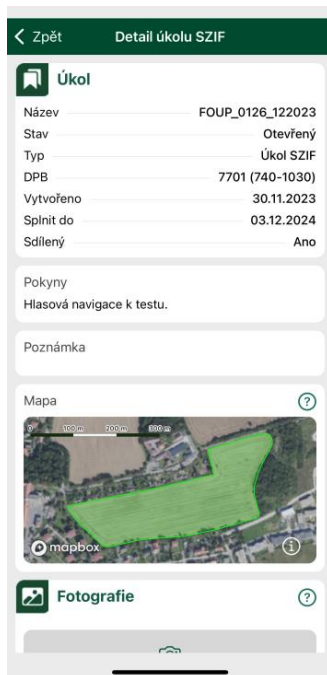 Zpět Detail úkolu SZIF
Úkol
Název FOUP_0126_122023
Stav Otevřený
Typ Úkol SZIF
DPB 7701 (740-1030)
Vytvořeno 30.11.2023
Splnit do 03.12.2024
Sdílený Ano
Pokyny
Hlasová navigace k testu.
Poznámka
Mapa ?
0 100 m 200 m 300 m
mapbox i
Fotografie ?